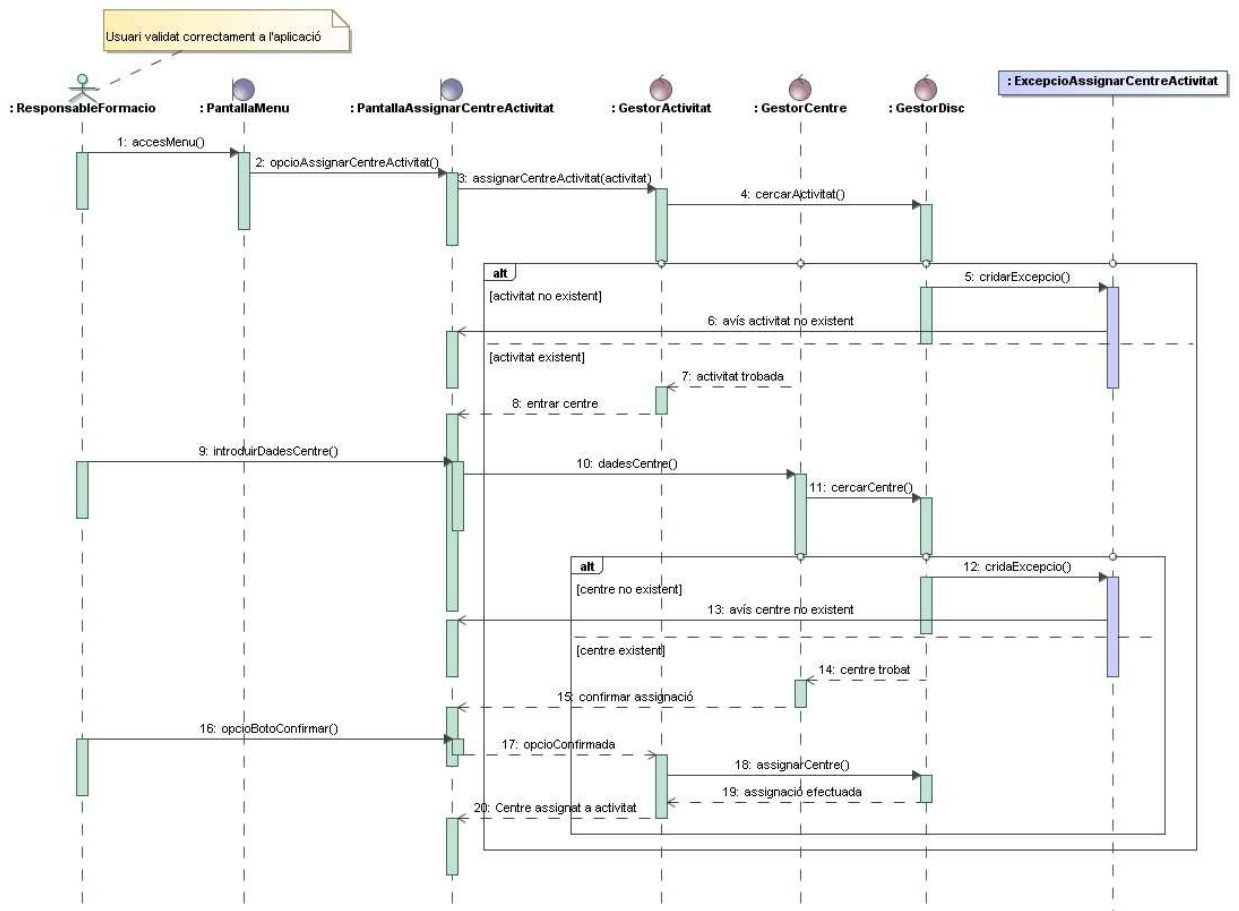 Usuari validat correctament a l'aplicació
: ResponsableFormacio
: PantallaMenu
: PantallaAssignarCentreActivitat
: GestorActivitat
: GestorCentre
: GestorDisc
: ExcepcioAssignarCentreActivitat
1: accesMenu()
2: opcioAssignarCentreActivitat()
3: assignarCentreActivitat(activitat)
4: cercarActivitat()
alt
5: cridarExcepcio()
[activitat no existent]
6: avís activitat no existent
[activitat existent]
7: activitat trobada
8: entrar centre
9: introduirDadesCentre()
10: dadesCentre()
11: cercarCentre()
alt
12: cridaExcepcio()
[centre no existent]
13: avís centre no existent
[centre existent]
14: centre trobat
15: confirmar assignació
16: opcioBotoConfirmar()
17: opcioConfirmada
18: assignarCentre()
19: assignació efectuada
20: Centre assignat a activitat